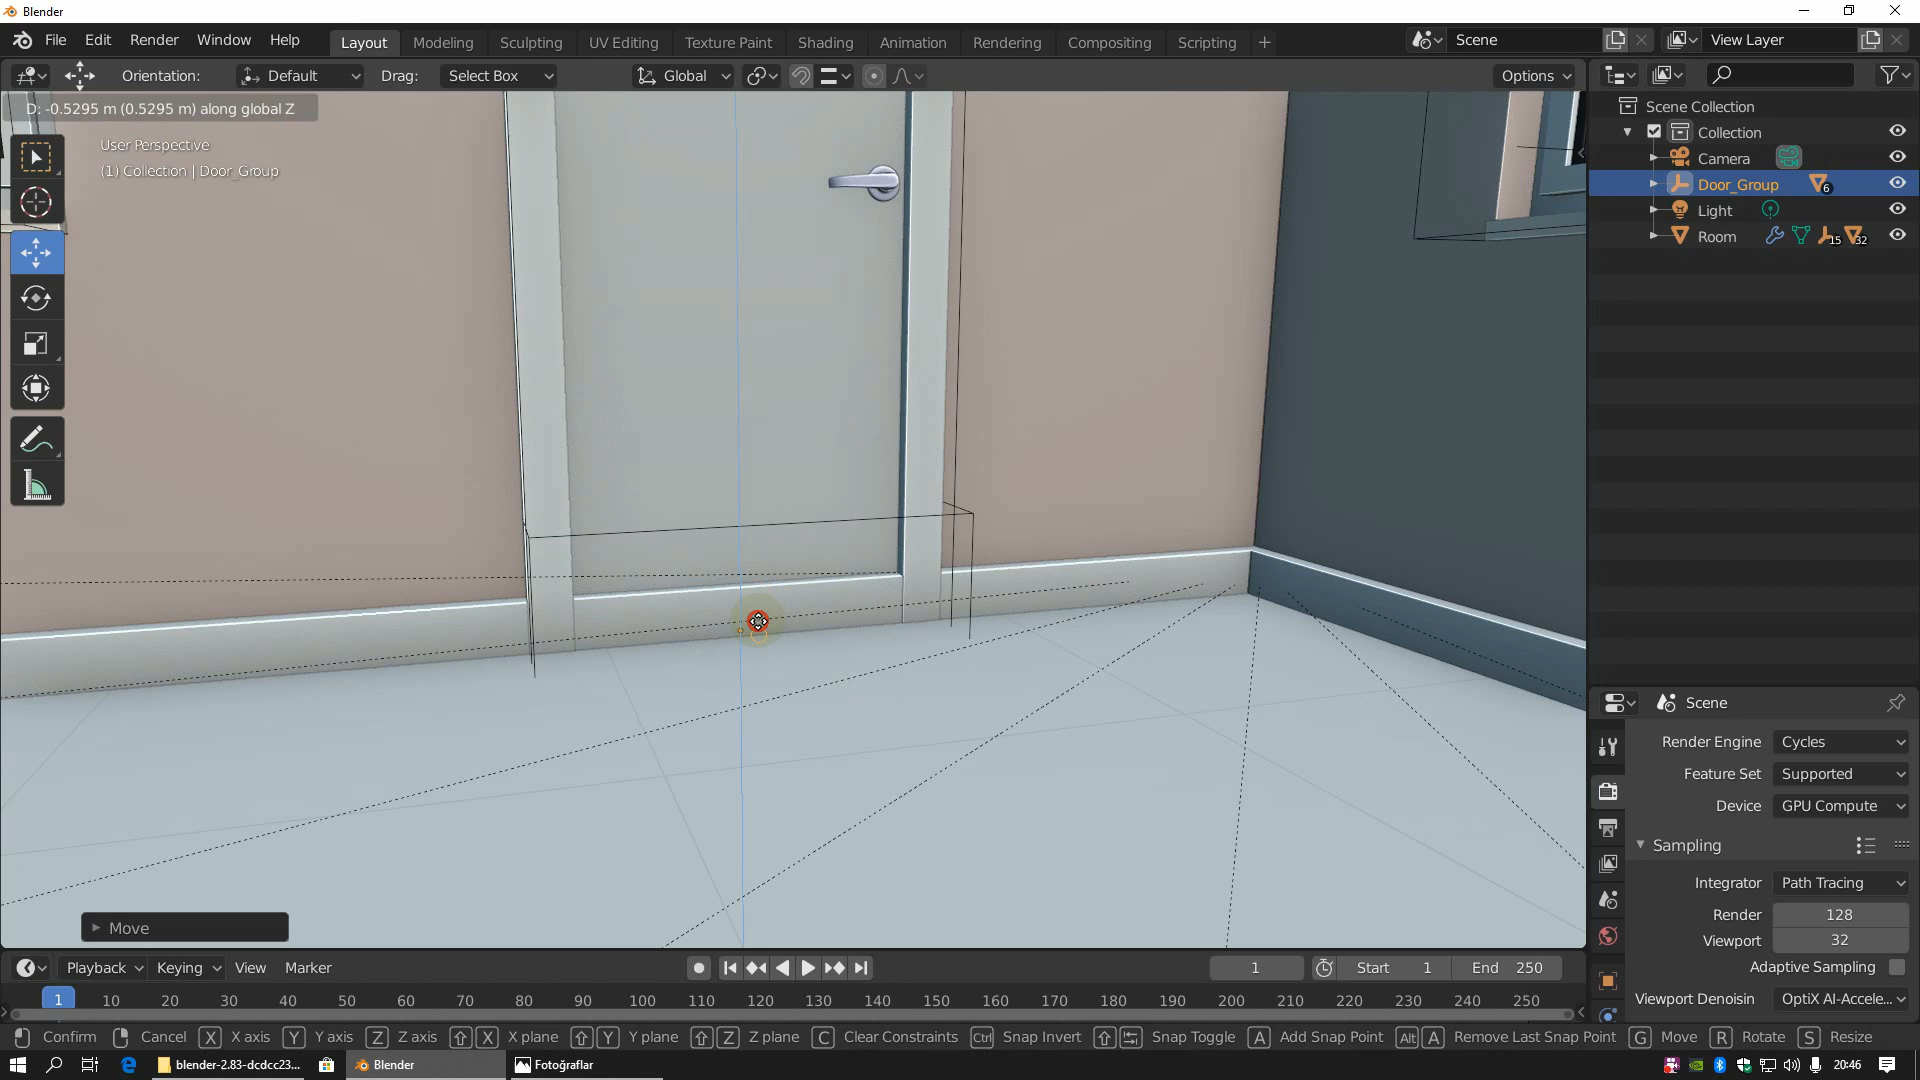 Blender
File Edit Render Window Help Layout Modeling Sculpting UV Editing Texture Paint Shading Animation Rendering Compositing Scripting + Scene View Layer
Orientation: Default Drag: Select Box Global Options
D: -0.5295 m (0.5295 m) along global Z
User Perspective
(1) Collection | Door_Group
Scene Collection
Collection
Camera
Door_Group 6
Light
Room 15 32
Scene
Render Engine Cycles
Feature Set Supported
Device GPU Compute
Sampling
Integrator Path Tracing
Render 128
Viewport 32
Adaptive Sampling
Viewport Denoisin OptiX AI-Accele...
Move
Playback Keying View Marker 1 Start 1 End 250
1 10 20 30 40 50 60 70 80 90 100 110 120 130 140 150 160 170 180 190 200 210 220 230 240 250
Confirm Cancel X X axis Y Y axis Z Z axis X X plane Y Y plane Z Z plane C Clear Constraints Ctrl Snap Invert Snap Toggle A Add Snap Point Alt A Remove Last Snap Point G Move R Rotate S Resize
blender-2.83-dcdcc23... Blender Fotoğraflar 20:46